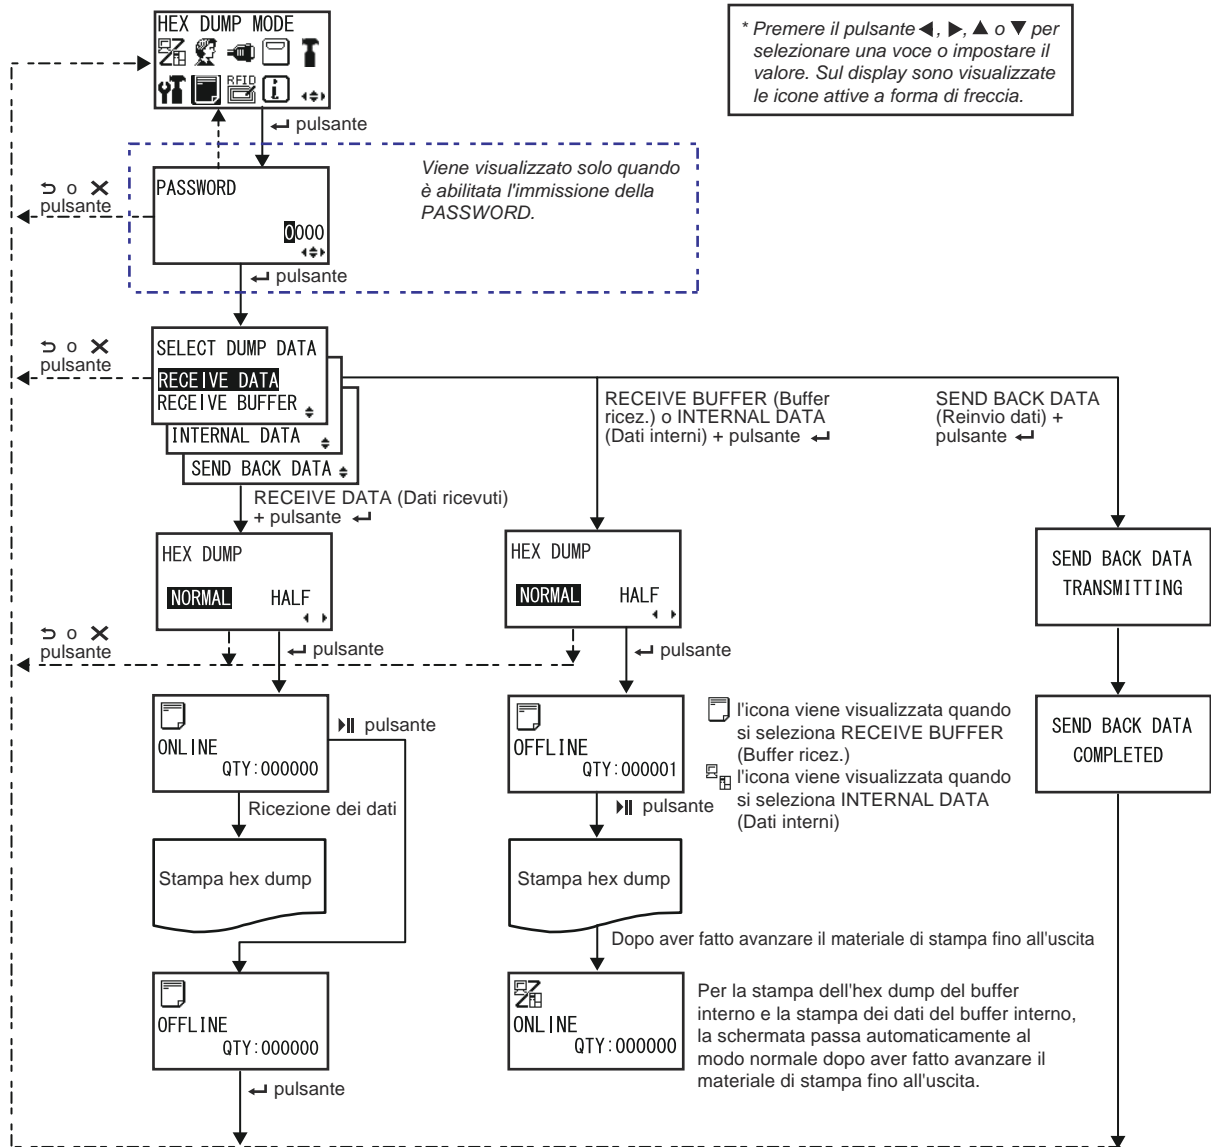 HEX DUMP MODE
RFID
pulsante
* Premere il pulsante ◀, ▶, ▲ o ▼ per
selezionare una voce o impostare il
valore. Sul display sono visualizzate
le icone attive a forma di freccia.
PASSWORD
0000
Viene visualizzato solo quando
è abilitata l'immissione della
PASSWORD.
o
pulsante
pulsante
SELECT DUMP DATA
RECEIVE DATA
RECEIVE BUFFER
INTERNAL DATA
SEND BACK DATA
o
pulsante
RECEIVE BUFFER (Buffer
ricez.) o INTERNAL DATA
(Dati interni) + pulsante ↵
SEND BACK DATA
(Reinvio dati) +
pulsante ↵
RECEIVE DATA (Dati ricevuti)
+ pulsante ↵
HEX DUMP
NORMAL HALF
HEX DUMP
NORMAL HALF
SEND BACK DATA
TRANSMITTING
o
pulsante
pulsante
pulsante
ONLINE
QTY:000000
pulsante
OFFLINE
QTY:000001
l'icona viene visualizzata quando
si seleziona RECEIVE BUFFER
(Buffer ricez.)
l'icona viene visualizzata quando
si seleziona INTERNAL DATA
(Dati interni)
SEND BACK DATA
COMPLETED
Ricezione dei dati
pulsante
Stampa hex dump
Stampa hex dump
Dopo aver fatto avanzare il materiale di stampa fino all'uscita
OFFLINE
QTY:000000
ONLINE
QTY:000000
Per la stampa dell'hex dump del buffer
interno e la stampa dei dati del buffer interno,
la schermata passa automaticamente al
modo normale dopo aver fatto avanzare il
materiale di stampa fino all'uscita.
pulsante